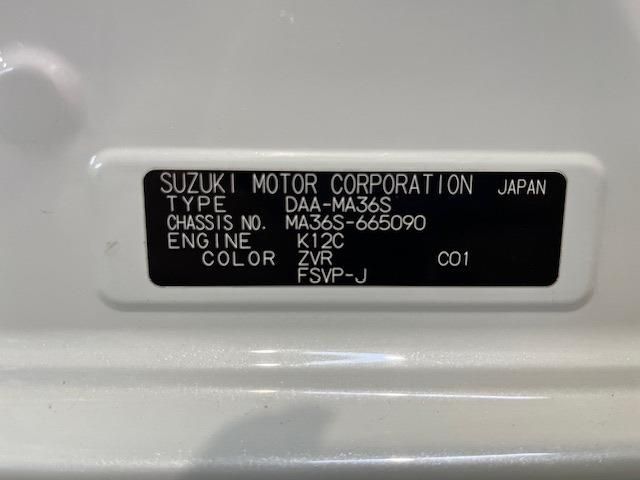 SUZUKI MOTOR CORPORATION JAPAN
TYPE DAA-MA36S
CHASSIS NO. MA36S-665090
ENGINE K12C
COLOR ZVR C01
FSVP-J